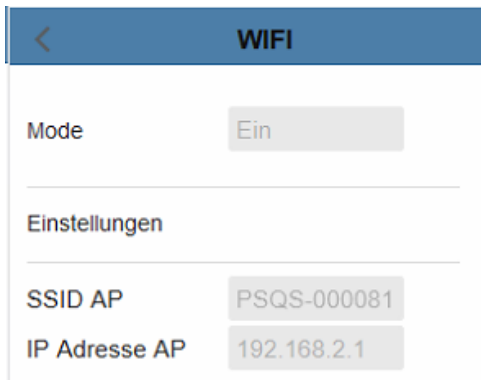 WIFI
Mode Ein
Einstellungen
SSID AP PSQS-000081
IP Adresse AP 192.168.2.1